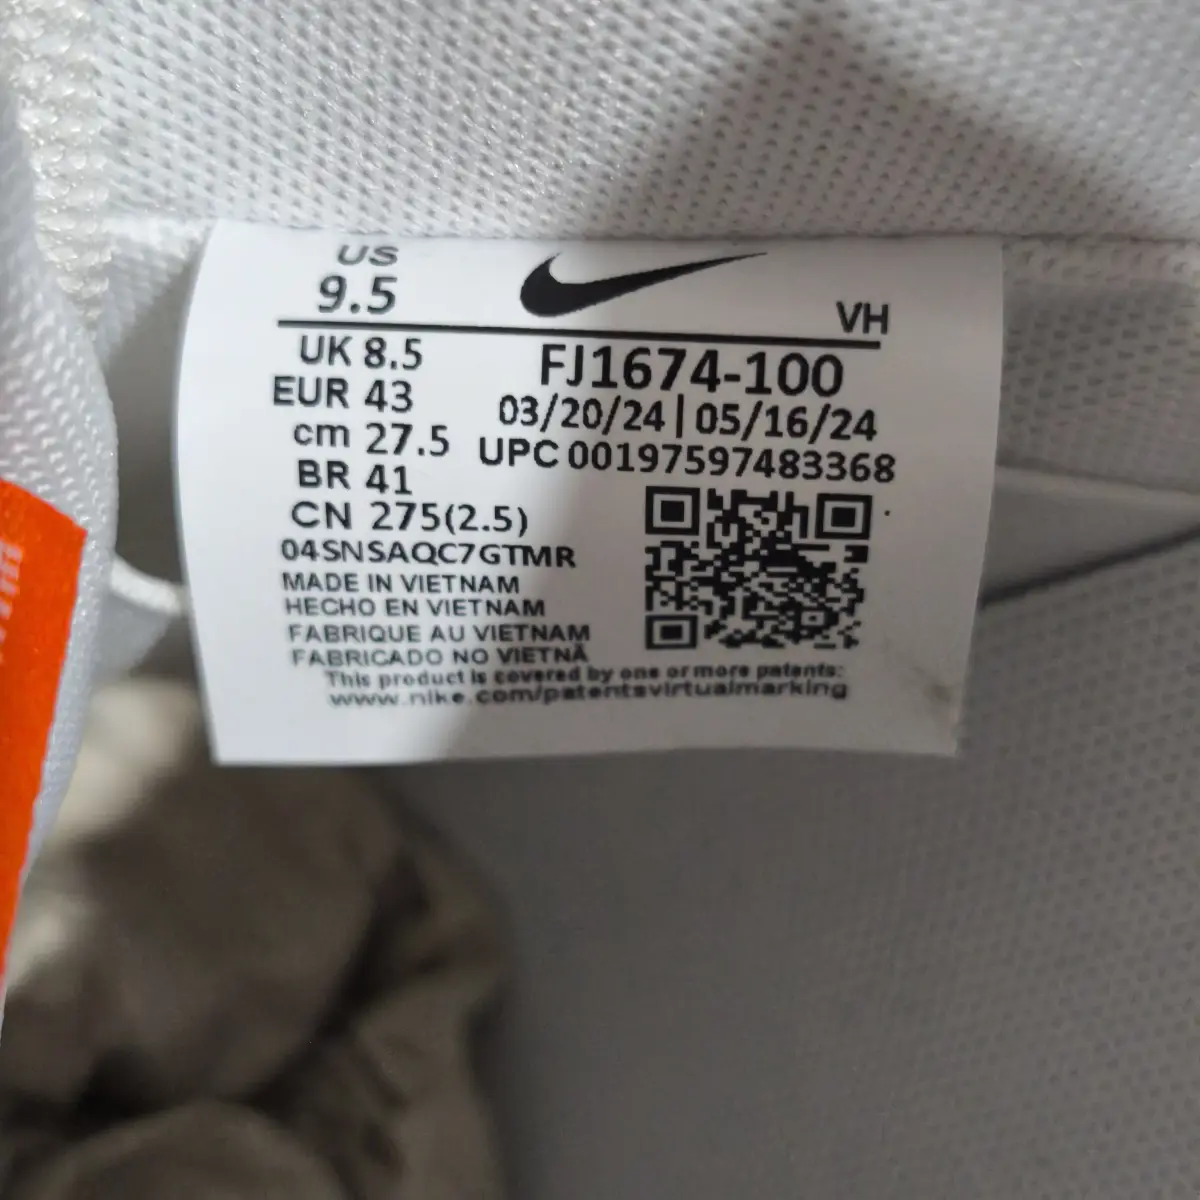 US
9.5
VH
UK 8.5
FJ1674-100
EUR 43
03/20/24 | 05/16/24
cm 27.5
UPC 00197597483368
BR 41
CN 275(2.5)
04SNSAQC7GTMR
MADE IN VIETNAM
HECHO EN VIETNAM
FABRIQUE AU VIETNAM
FABRICADO NO VIETNÃ
This product is covered by one or more patents:
www.nike.com/patentsvirtualmarking